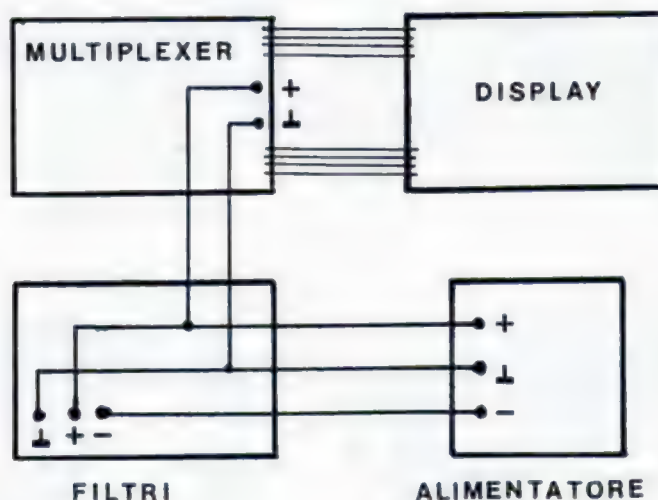 MULTIPLEXER
+
⊥
DISPLAY
+
⊥
-
⊥ + -
FILTRI
ALIMENTATORE